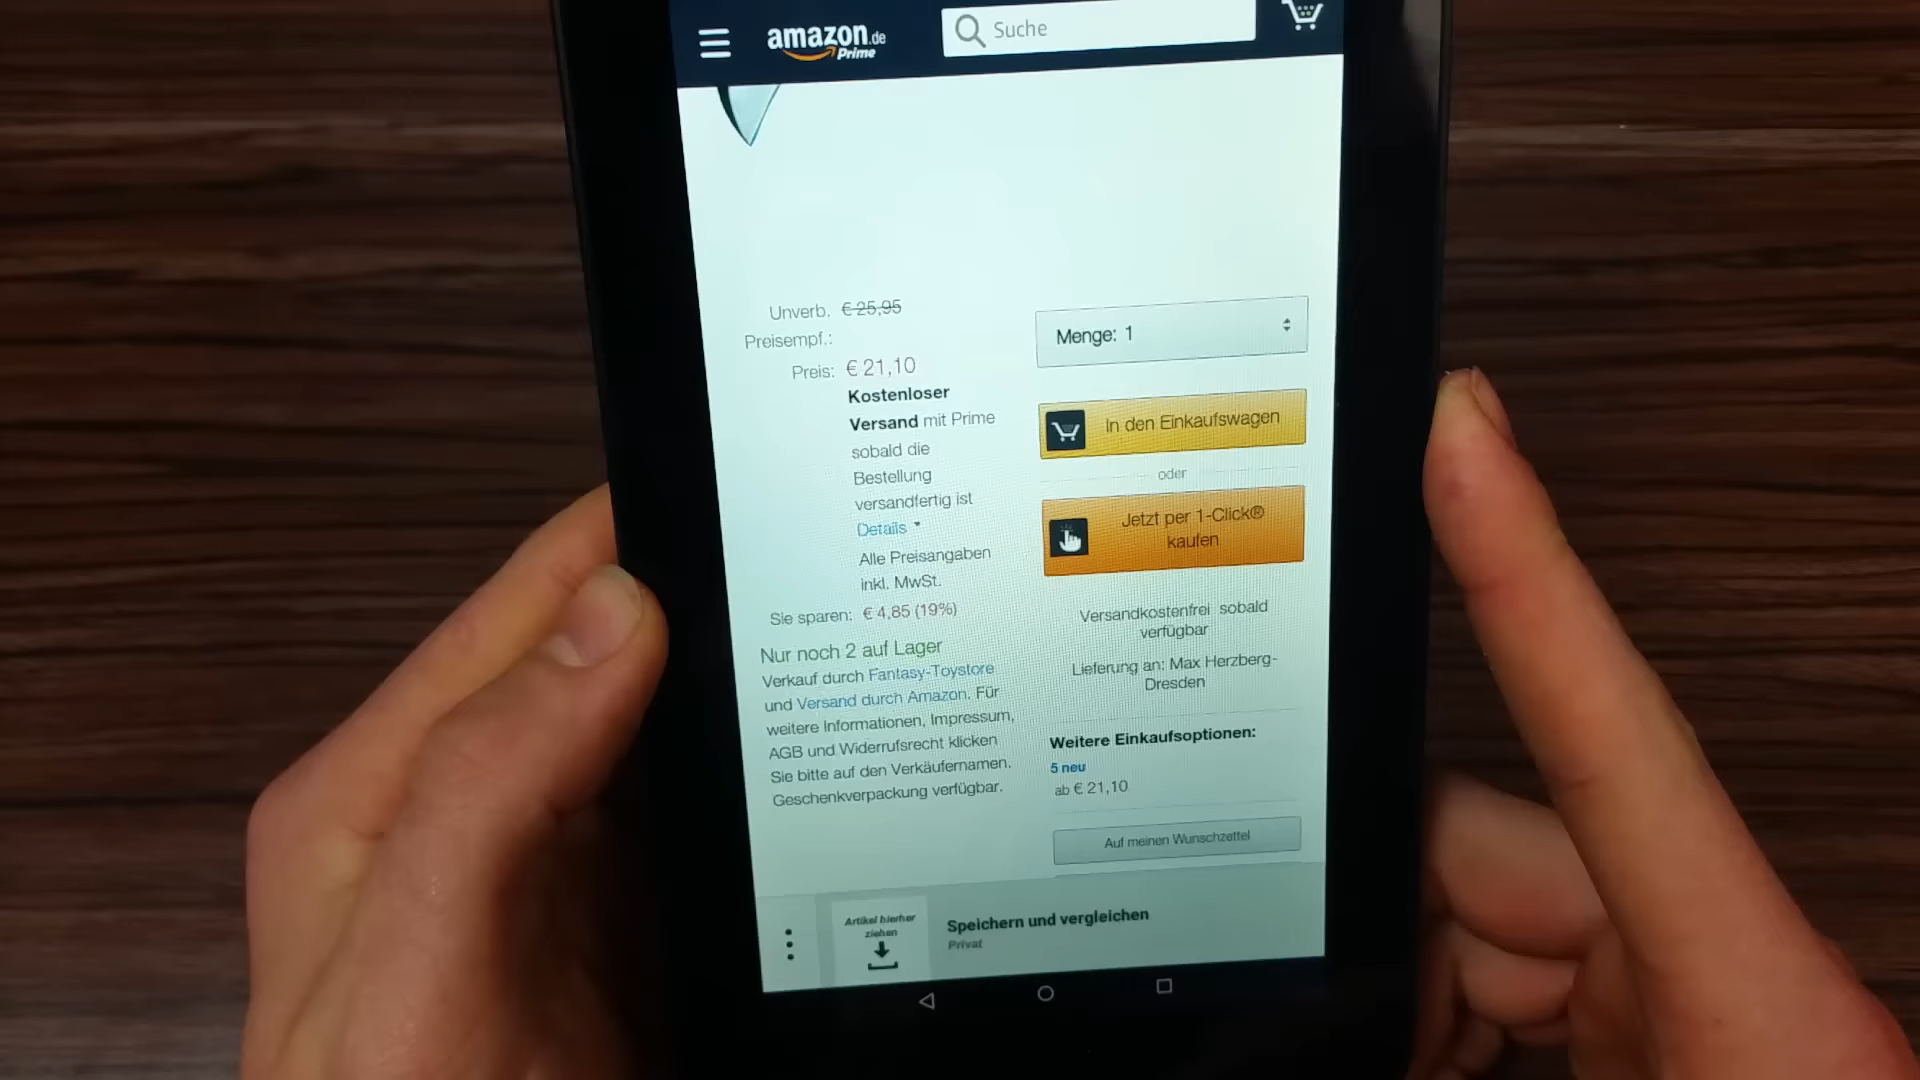 amazon.de
Prime
Suche
Unverb. € 25,95
Preisempf.:
Preis: € 21,10
Kostenloser
Versand mit Prime
sobald die
Bestellung
versandfertig ist
Details
Alle Preisangaben
inkl. MwSt.
Sie sparen: € 4,85 (19%)
Nur noch 2 auf Lager
Verkauf durch Fantasy-Toystore
und Versand durch Amazon. Für
weitere Informationen, Impressum,
AGB und Widerrufsrecht klicken
Sie bitte auf den Verkäufernamen.
Geschenkverpackung verfügbar.
Menge: 1
In den Einkaufswagen
oder
Jetzt per 1-Click®
kaufen
Versandkostenfrei sobald
verfügbar
Lieferung an: Max Herzberg-
Dresden
Weitere Einkaufsoptionen:
5 neu
ab € 21,10
Auf meinen Wunschzettel
Artikel hierher
ziehen
Speichern und vergleichen
Privat